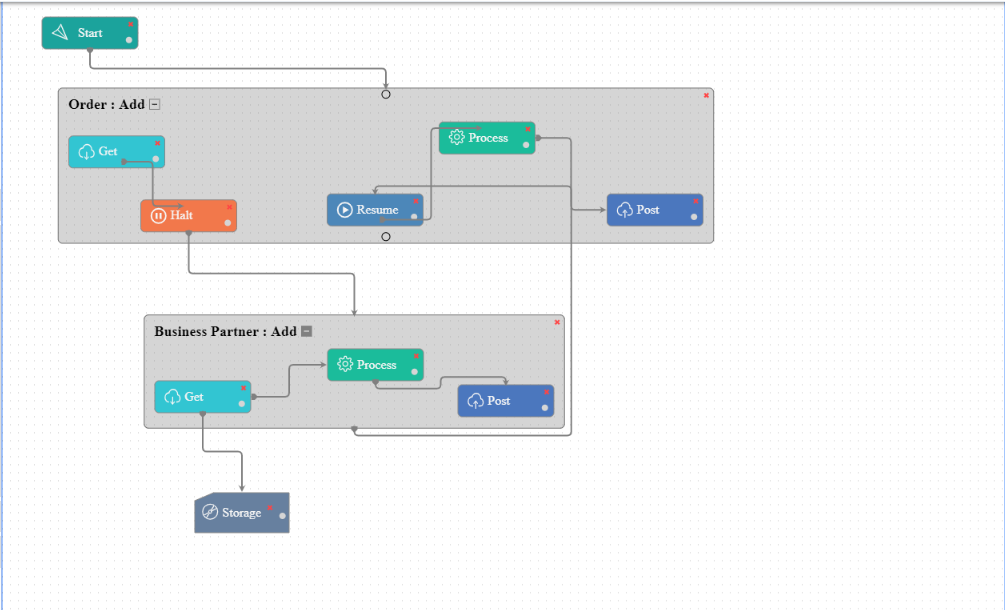 Start
Order : Add
Get
Process
Halt
Resume
Post
Business Partner : Add
Process
Get
Post
Storage